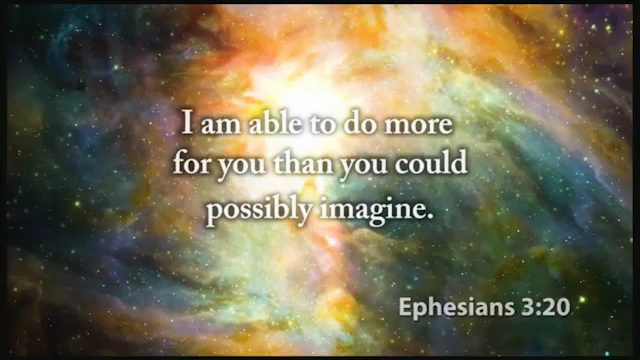 I am able to do more
for you than you could
possibly imagine.
Ephesians 3:20